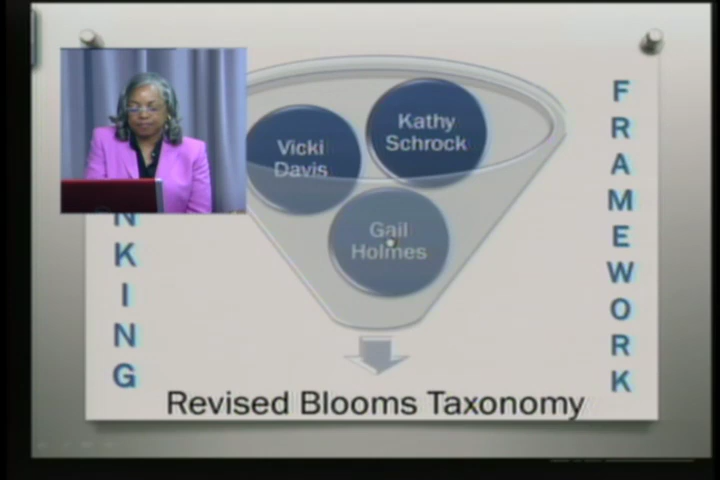 Vicki
Davis
Kathy
Schrock
Gail
Holmes
N
K
I
N
G
F
R
A
M
E
W
O
R
K
Revised Blooms Taxonomy